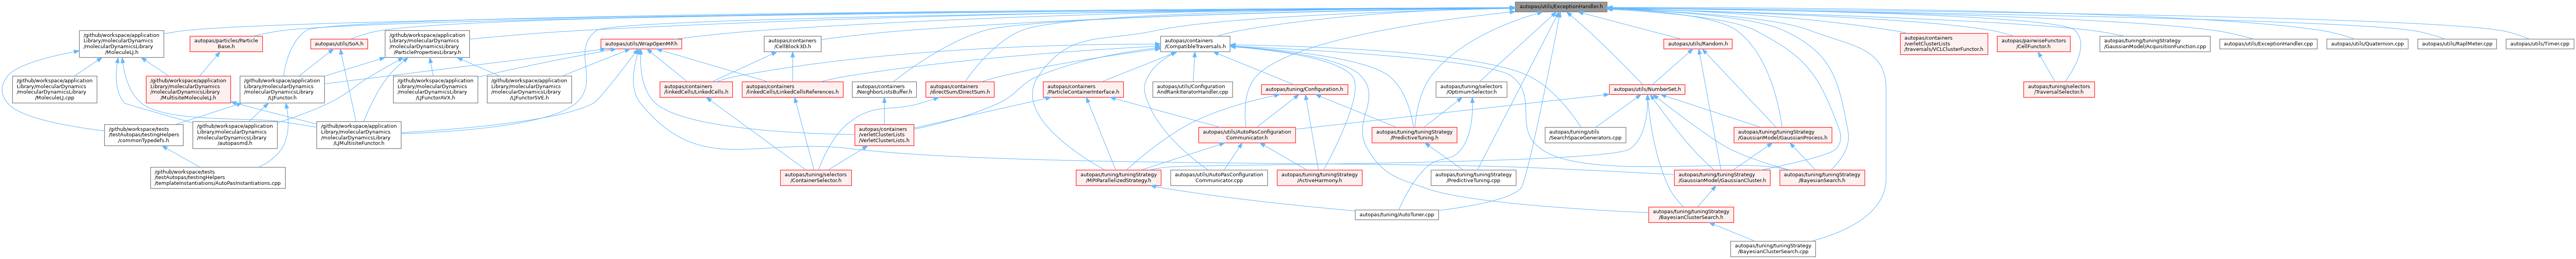 autopas/utils/ExceptionHandler.h
/github/workspace/application
Library/molecularDynamics
/molecularDynamicsLibrary
/MoleculeLJ.h
autopas/particles/Particle
Base.h
autopas/utils/SoA.h
/github/workspace/application
Library/molecularDynamics
/molecularDynamicsLibrary
/ParticlePropertiesLibrary.h
autopas/utils/WrapOpenMP.h
autopas/containers
/CellBlock3D.h
autopas/containers
/CompatibleTraversals.h
autopas/utils/Random.h
autopas/containers
/verletClusterLists
/traversals/VCLClusterFunctor.h
autopas/pairwiseFunctors
/CellFunctor.h
autopas/tuning/tuningStrategy
/GaussianModel/AcquisitionFunction.cpp
autopas/utils/ExceptionHandler.cpp
autopas/utils/Quaternion.cpp
autopas/utils/RaplMeter.cpp
autopas/utils/Timer.cpp
/github/workspace/application
Library/molecularDynamics
/molecularDynamicsLibrary
/MoleculeLJ.cpp
/github/workspace/application
Library/molecularDynamics
/molecularDynamicsLibrary
/MultisiteMoleculeLJ.h
/github/workspace/application
Library/molecularDynamics
/molecularDynamicsLibrary
/LJFunctor.h
/github/workspace/application
Library/molecularDynamics
/molecularDynamicsLibrary
/LJFunctorAVX.h
/github/workspace/application
Library/molecularDynamics
/molecularDynamicsLibrary
/LJFunctorSVE.h
autopas/containers
/linkedCells/LinkedCells.h
autopas/containers
/linkedCells/LinkedCellsReferences.h
autopas/containers
/NeighborListsBuffer.h
autopas/containers
/directSum/DirectSum.h
autopas/containers
/ParticleContainerInterface.h
autopas/utils/Configuration
AndRankIteratorHandler.cpp
autopas/tuning/Configuration.h
autopas/tuning/selectors
/OptimumSelector.h
autopas/utils/NumberSet.h
autopas/tuning/selectors
/TraversalSelector.h
/github/workspace/tests
/testAutopas/testingHelpers
/commonTypedefs.h
/github/workspace/application
Library/molecularDynamics
/molecularDynamicsLibrary
/autopasmd.h
/github/workspace/application
Library/molecularDynamics
/molecularDynamicsLibrary
/LJMultisiteFunctor.h
autopas/containers
/verletClusterLists
/VerletClusterLists.h
autopas/utils/AutoPasConfiguration
Communicator.h
autopas/tuning/tuningStrategy
/PredictiveTuning.h
autopas/tuning/utils
/SearchSpaceGenerators.cpp
autopas/tuning/tuningStrategy
/GaussianModel/GaussianProcess.h
/github/workspace/tests
/testAutopas/testingHelpers
/templateInstantiations/AutoPasInstantiations.cpp
autopas/tuning/selectors
/ContainerSelector.h
autopas/tuning/tuningStrategy
/MPIParallelizedStrategy.h
autopas/utils/AutoPasConfiguration
Communicator.cpp
autopas/tuning/tuningStrategy
/ActiveHarmony.h
autopas/tuning/tuningStrategy
/PredictiveTuning.cpp
autopas/tuning/tuningStrategy
/GaussianModel/GaussianCluster.h
autopas/tuning/tuningStrategy
/BayesianSearch.h
autopas/tuning/AutoTuner.cpp
autopas/tuning/tuningStrategy
/BayesianClusterSearch.h
autopas/tuning/tuningStrategy
/BayesianClusterSearch.cpp